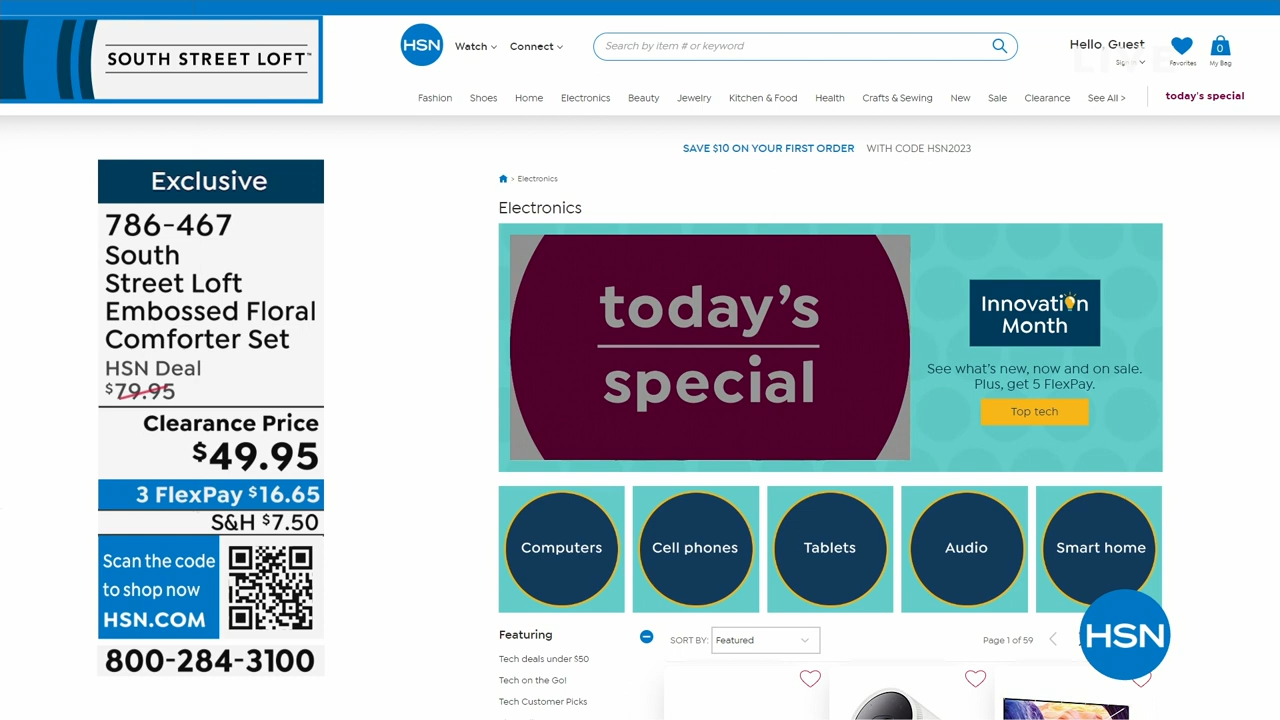 SOUTH STREET LOFT™
HSN
Watch
Connect
Search by item # or keyword
Hello, Guest
Sign in
LIVE
Favorites
0
My Bag
Fashion
Shoes
Home
Electronics
Beauty
Jewelry
Kitchen & Food
Health
Crafts & Sewing
New
Sale
Clearance
See All >
today's special
SAVE $10 ON YOUR FIRST ORDER WITH CODE HSN2023
> Electronics
Electronics
today's
special
Innovation
Month
See what's new, now and on sale.
Plus, get 5 FlexPay.
Top tech
Computers
Cell phones
Tablets
Audio
Smart home
Featuring
SORT BY: Featured
Page 1 of 59
Tech deals under $50
Tech on the Go!
Tech Customer Picks
HSN
Exclusive
786-467
South
Street Loft
Embossed Floral
Comforter Set
HSN Deal
$79.95
Clearance Price
$49.95
3 FlexPay $16.65
S&H $7.50
Scan the code
to shop now
HSN.COM
800-284-3100